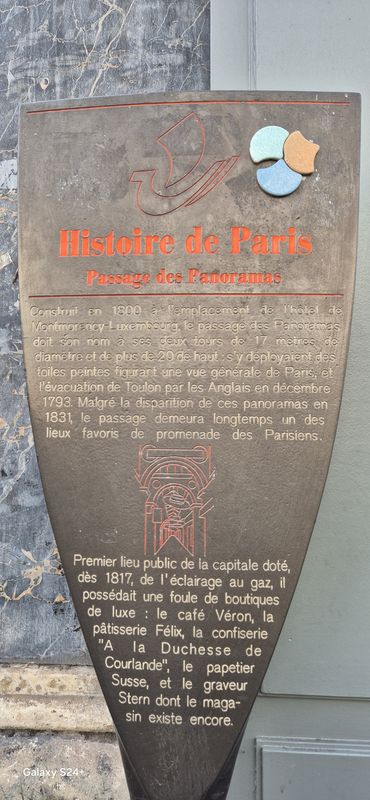 Histoire de Paris
Passage des Panoramas
Construit en 1800 à l'emplacement de l'hôtel de
Montmorency-Luxembourg, le passage des Panoramas
doit son nom à ses deux tours de 17 mètres de
diamètre et de plus de 20 de haut : s'y déployaient des
toiles peintes figurant une vue générale de Paris, et
l'évacuation de Toulon par les Anglais en décembre
1793. Malgré la disparition de ces panoramas en
1831, le passage demeura longtemps un des
lieux favoris de promenade des Parisiens.
Premier lieu public de la capitale doté,
dès 1817, de l'éclairage au gaz, il
possédait une foule de boutiques
de luxe : le café Véron, la
pâtisserie Félix, la confiserie
"A la Duchesse de
Courlande", le papetier
Susse, et le graveur
Stern dont le maga-
sin existe encore.
Galaxy S24+